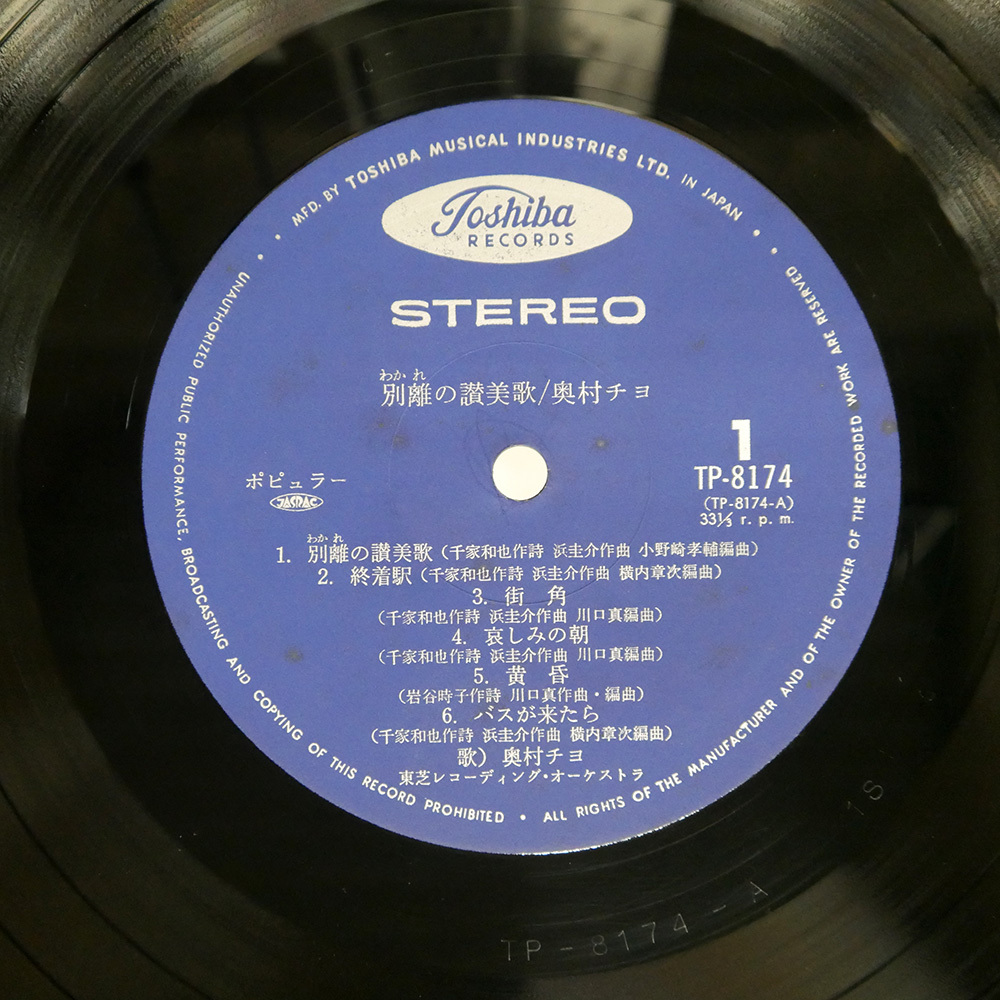 MFD. BY TOSHIBA MUSICAL INDUSTRIES LTD. IN JAPAN
Toshiba
RECORDS
STEREO
わかれ
別離の讃美歌/奥村チヨ
1
TP-8174
(TP-8174-A)
33⅓ r. p. m.
ポピュラー
JASRAC
わかれ
1. 別離の讃美歌(千家和也作詩 浜圭介作曲 小野崎孝輔編曲)
2. 終着駅(千家和也作詩 浜圭介作曲 横内章次編曲)
3. 街 角
(千家和也作詩 浜圭介作曲 川口真編曲)
4. 哀しみの朝
(千家和也作詩 浜圭介作曲 川口真編曲)
5. 黄 昏
(岩谷時子作詩 川口真作曲・編曲)
6. バスが来たら
(千家和也作詩 浜圭介作曲 横内章次編曲)
歌) 奥村チヨ
東芝レコーディング・オーケストラ
UNAUTHORIZED PUBLIC PERFORMANCE, BROADCASTING AND COPYING OF THIS RECORD PROHIBITED • ALL RIGHTS OF THE MANUFACTURER AND OF THE OWNER OF THE RECORDED WORK ARE RESERVED
TP-8174-A
1S